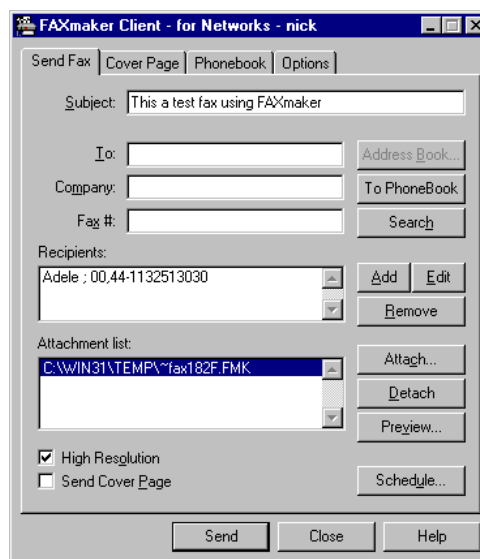 FAXmaker Client - for Networks - nick
Send Fax Cover Page Phonebook Options
Subject: This a test fax using FAXmaker
To: Address Book...
Company: To PhoneBook
Fax #: Search
Recipients:
Adele ; 00,44-1132513030 Add Edit
Remove
Attachment list:
C:\WIN31\TEMP\~fax182F.FMK Attach...
Detach
Preview...
High Resolution
Send Cover Page Schedule...
Send Close Help